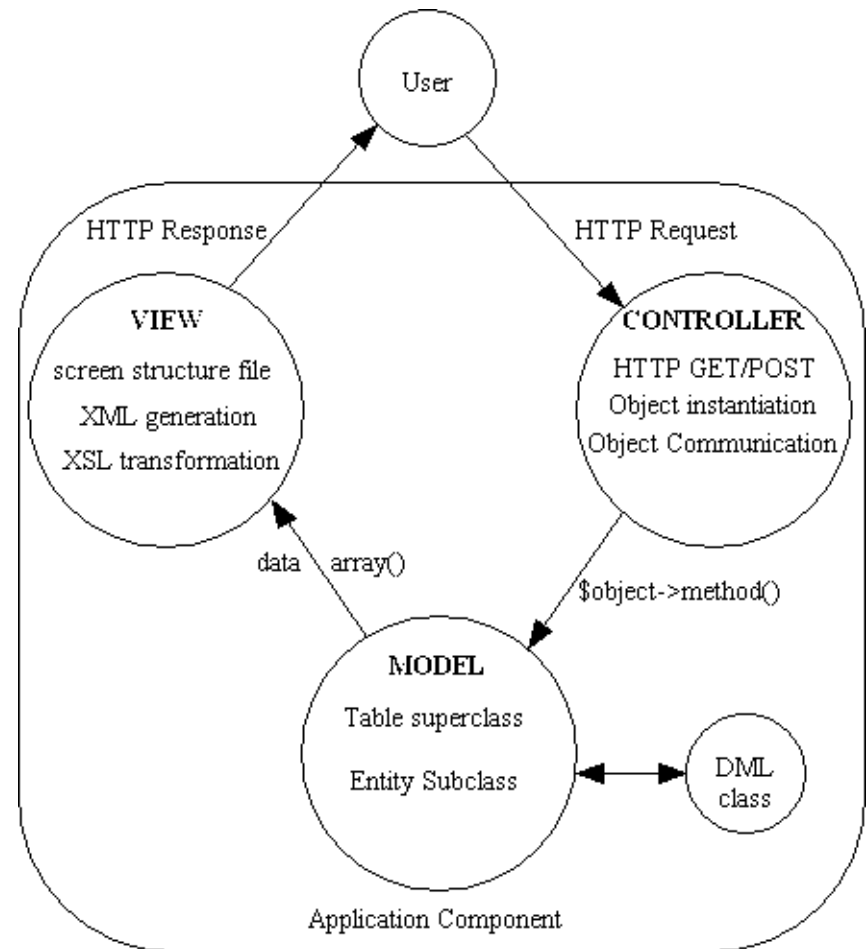 User
HTTP Response
HTTP Request
VIEW
screen structure file
XML generation
XSL transformation
CONTROLLER
HTTP GET/POST
Object instantiation
Object Communication
data array()
$object->method()
MODEL
Table superclass
Entity Subclass
DML
class
Application Component